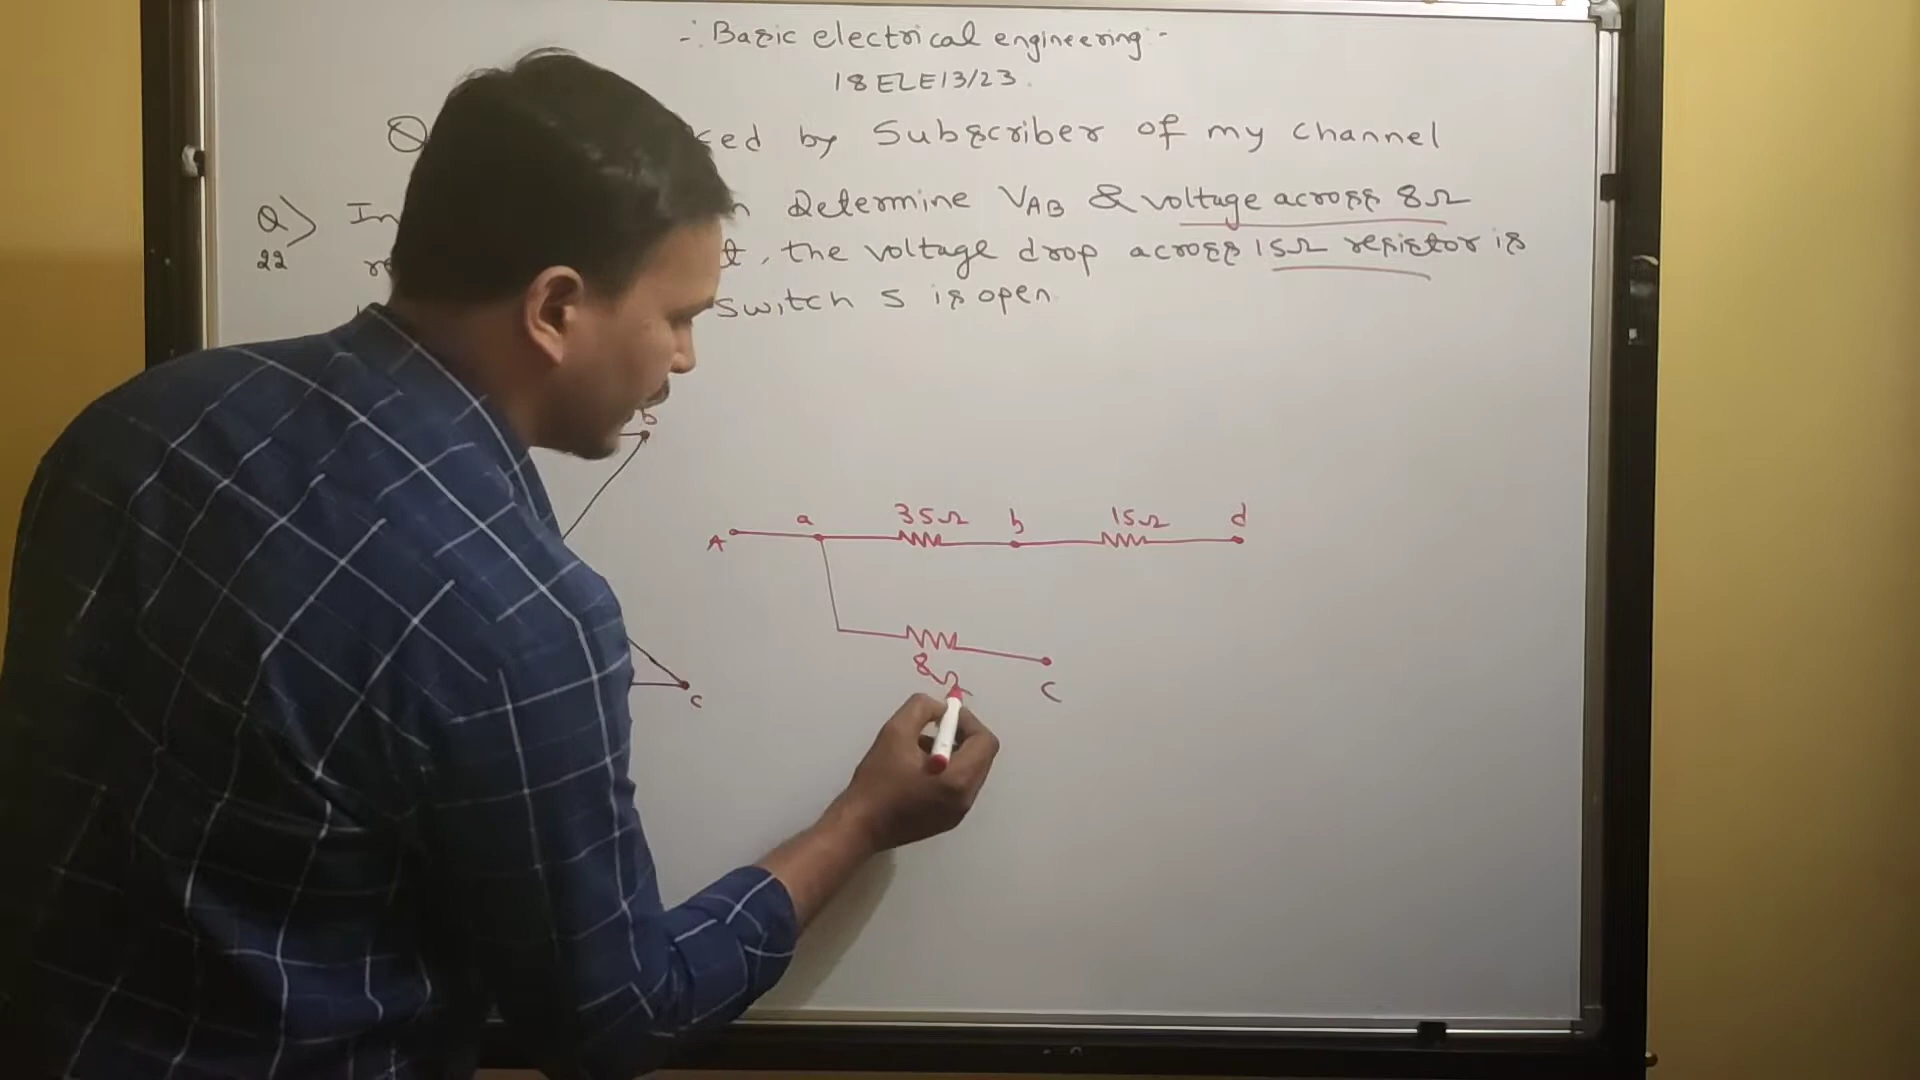 -: Basic electrical engineering :-
18ELE13/23.
by Subscriber of my channel
Q) In Determine VAB & voltage across 8Ω
22 the voltage drop across 15Ω resistor is
switch S is open
b
a 35Ω b 15Ω d
A
8Ω
c C